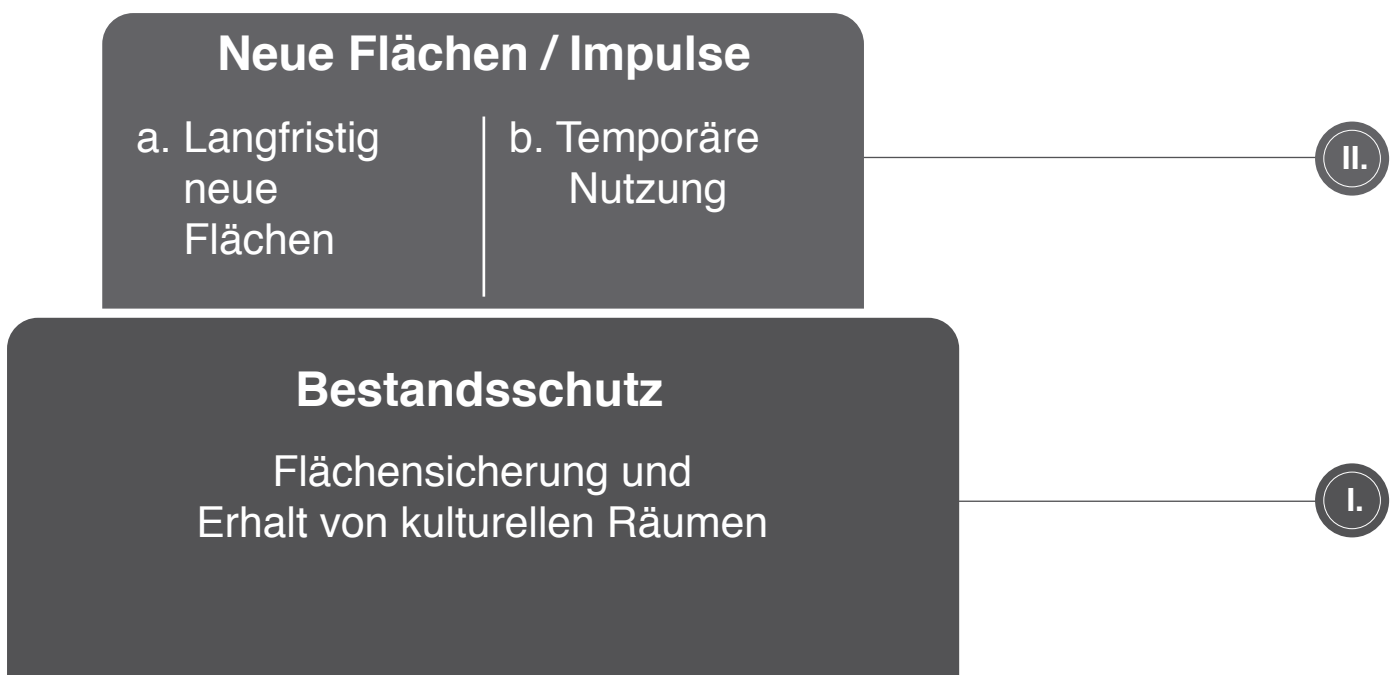 Neue Flächen / Impulse
a. Langfristig
neue
Flächen
b. Temporäre
Nutzung
II.
Bestandsschutz
Flächensicherung und
Erhalt von kulturellen Räumen
I.